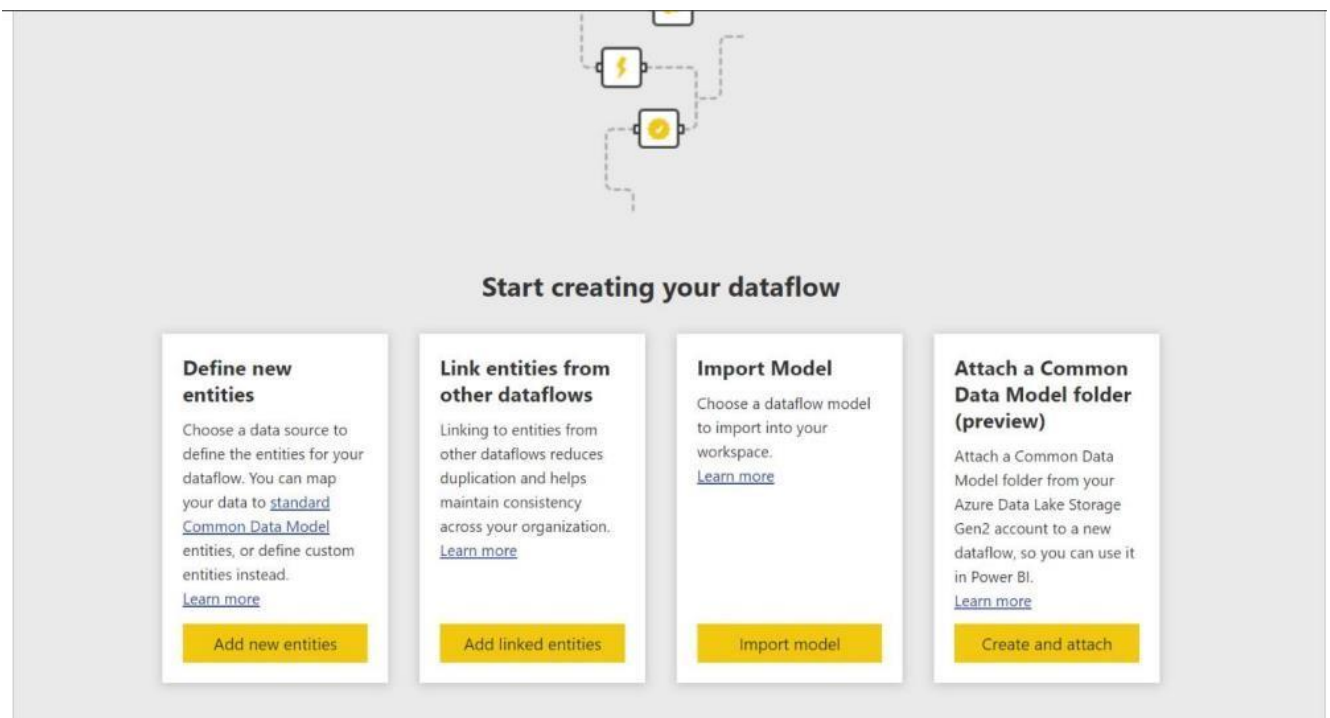 Start creating your dataflow
Define new
entities
Choose a data source to
define the entities for your
dataflow. You can map
your data to standard
Common Data Model
entities, or define custom
entities instead.
Learn more
Add new entities
Link entities from
other dataflows
Linking to entities from
other dataflows reduces
duplication and helps
maintain consistency
across your organization.
Learn more
Add linked entities
Import Model
Choose a dataflow model
to import into your
workspace.
Learn more
Import model
Attach a Common
Data Model folder
(preview)
Attach a Common Data
Model folder from your
Azure Data Lake Storage
Gen2 account to a new
dataflow, so you can use it
in Power BI.
Learn more
Create and attach